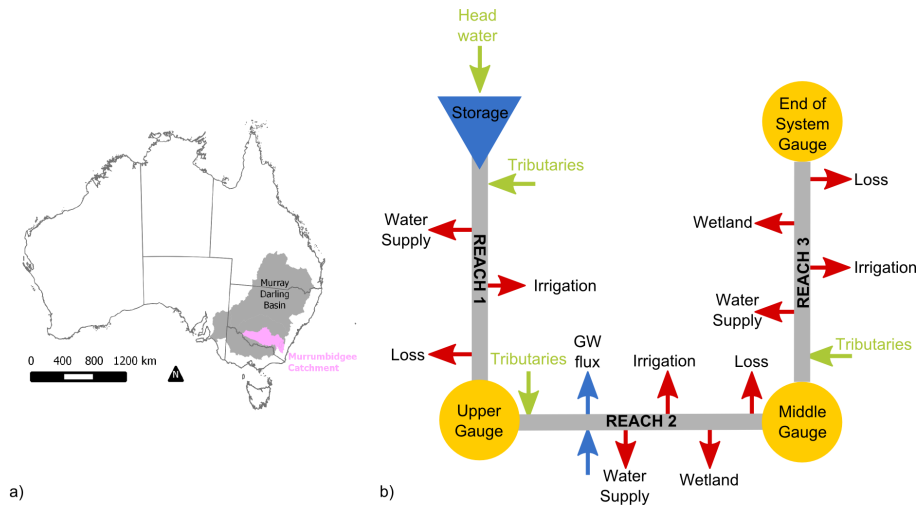 Murray
Darling
Basin
Murrumbidgee
Catchment
0 400 800 1200 km
N
a)
Head
water
Storage
Tributaries
Water
Supply
REACH 1
Irrigation
Loss
Upper
Gauge
Tributaries
GW
flux
Irrigation
Loss
REACH 2
Water
Supply
Wetland
Middle
Gauge
End of
System
Gauge
Loss
Wetland
REACH 3
Irrigation
Water
Supply
Tributaries
b)